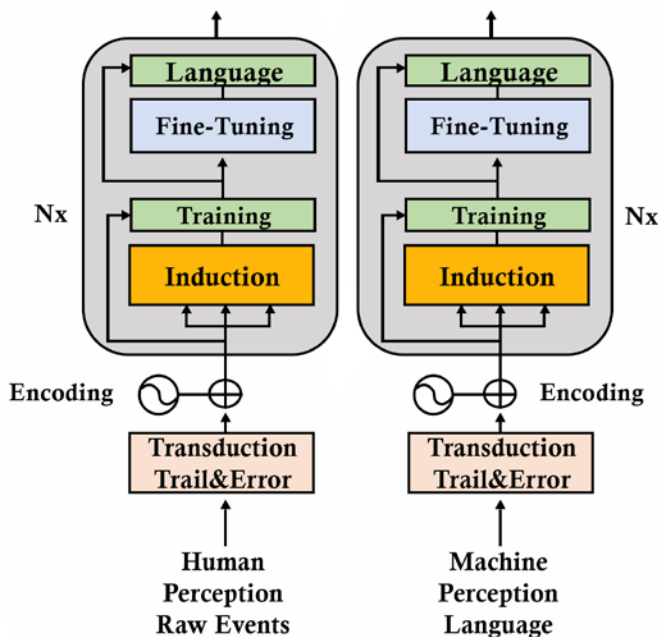 Language
Fine-Tuning
Nx
Training
Induction
Encoding
Transduction
Trail&Error
Human
Perception
Raw Events
Language
Fine-Tuning
Training
Nx
Induction
Encoding
Transduction
Trail&Error
Machine
Perception
Language